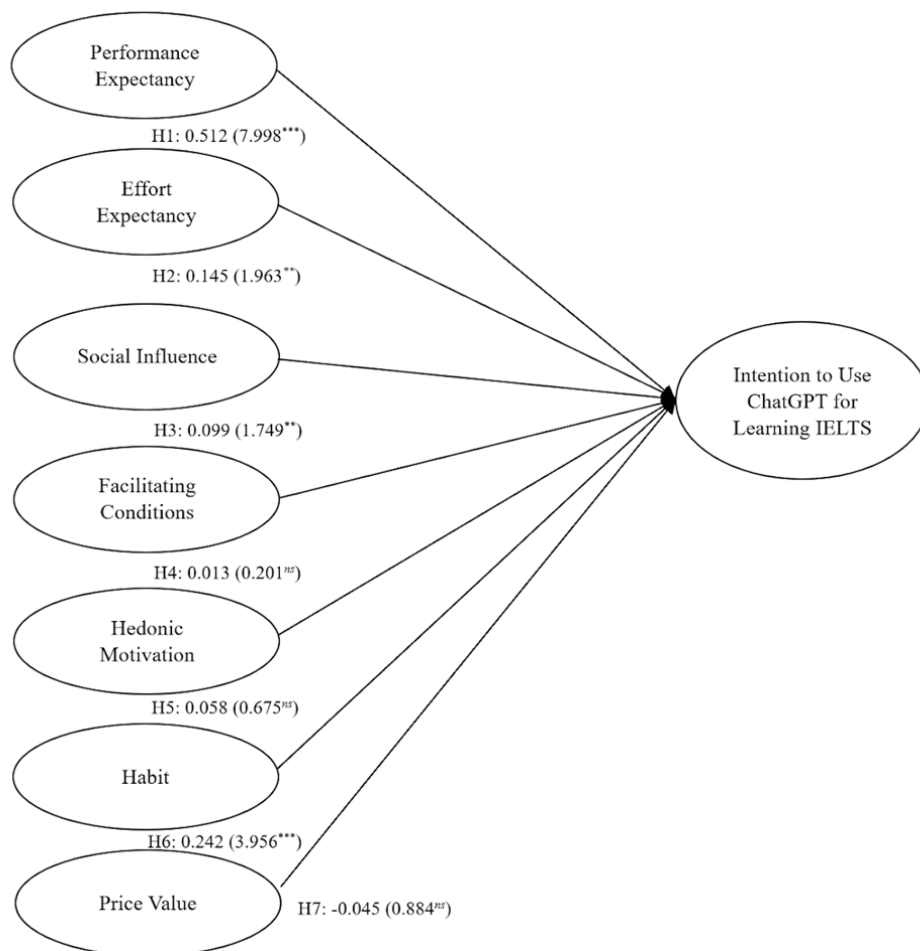 Performance
Expectancy
H1: 0.512 (7.998***)
Effort
Expectancy
H2: 0.145 (1.963**)
Social Influence
H3: 0.099 (1.749**)
Intention to Use
ChatGPT for
Learning IELTS
Facilitating
Conditions
H4: 0.013 (0.201ns)
Hedonic
Motivation
H5: 0.058 (0.675ns)
Habit
H6: 0.242 (3.956***)
Price Value
H7: -0.045 (0.884ns)